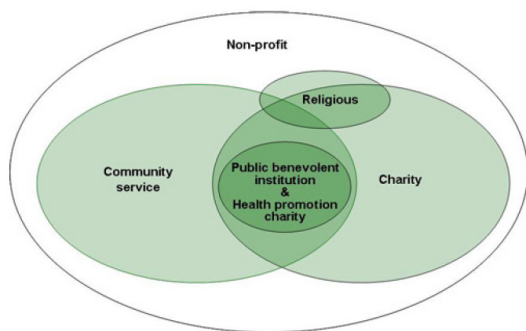 Non-profit
Religious
Community
service
Public benevolent
institution
&
Health promotion
charity
Charity